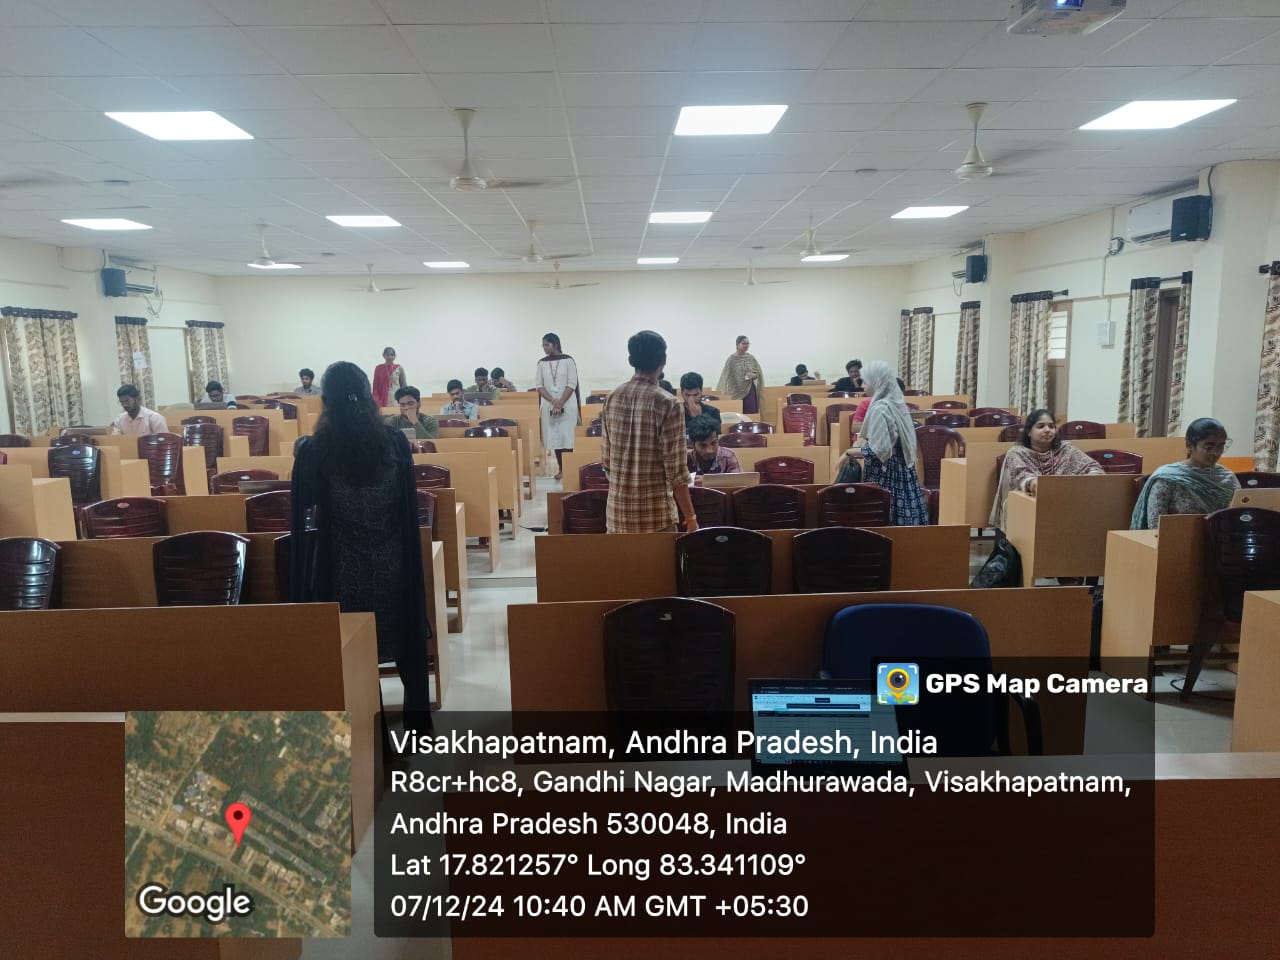 GPS Map Camera
Visakhapatnam, Andhra Pradesh, India
R8cr+hc8, Gandhi Nagar, Madhurawada, Visakhapatnam,
Andhra Pradesh 530048, India
Lat 17.821257° Long 83.341109°
07/12/24 10:40 AM GMT +05:30
Google